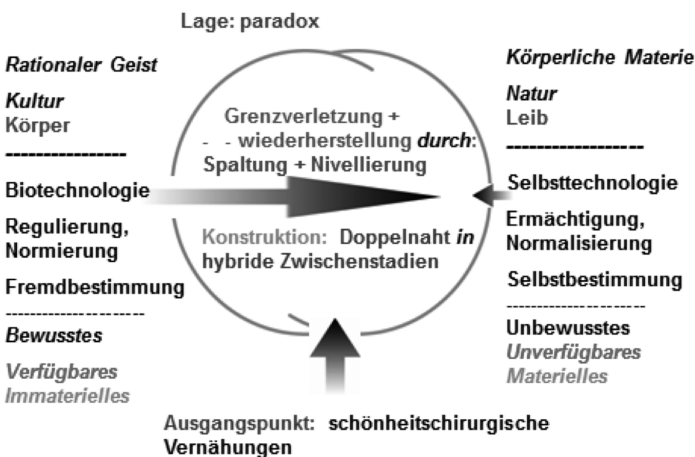 Lage: paradox
Rationaler Geist
Kultur
Körper
Biotechnologie
Regulierung,
Normierung
Fremdbestimmung
Bewusstes
Verfügbares
Immaterielles
Grenzverletzung +
- - wiederherstellung durch:
Spaltung + Nivellierung
Konstruktion: Doppelnaht in
hybride Zwischenstadien
Körperliche Materie
Natur
Leib
Selbsttechnologie
Ermächtigung,
Normalisierung
Selbstbestimmung
Unbewusstes
Unverfügbares
Materielles
Ausgangspunkt: schönheitschirurgische
Vernähungen